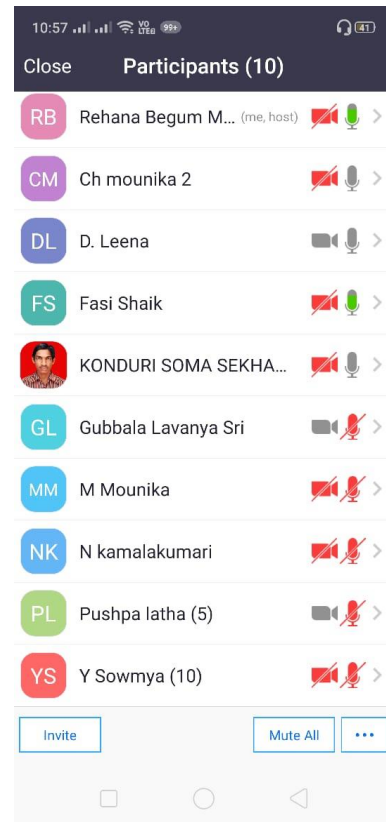 10:57 VO LTE 99+ 41
Close Participants (10)
RB Rehana Begum M... (me, host)
CM Ch mounika 2
DL D. Leena
FS Fasi Shaik
KONDURI SOMA SEKHA...
GL Gubbala Lavanya Sri
MM M Mounika
NK N kamalakumari
PL Pushpa latha (5)
YS Y Sowmya (10)
Invite Mute All ...